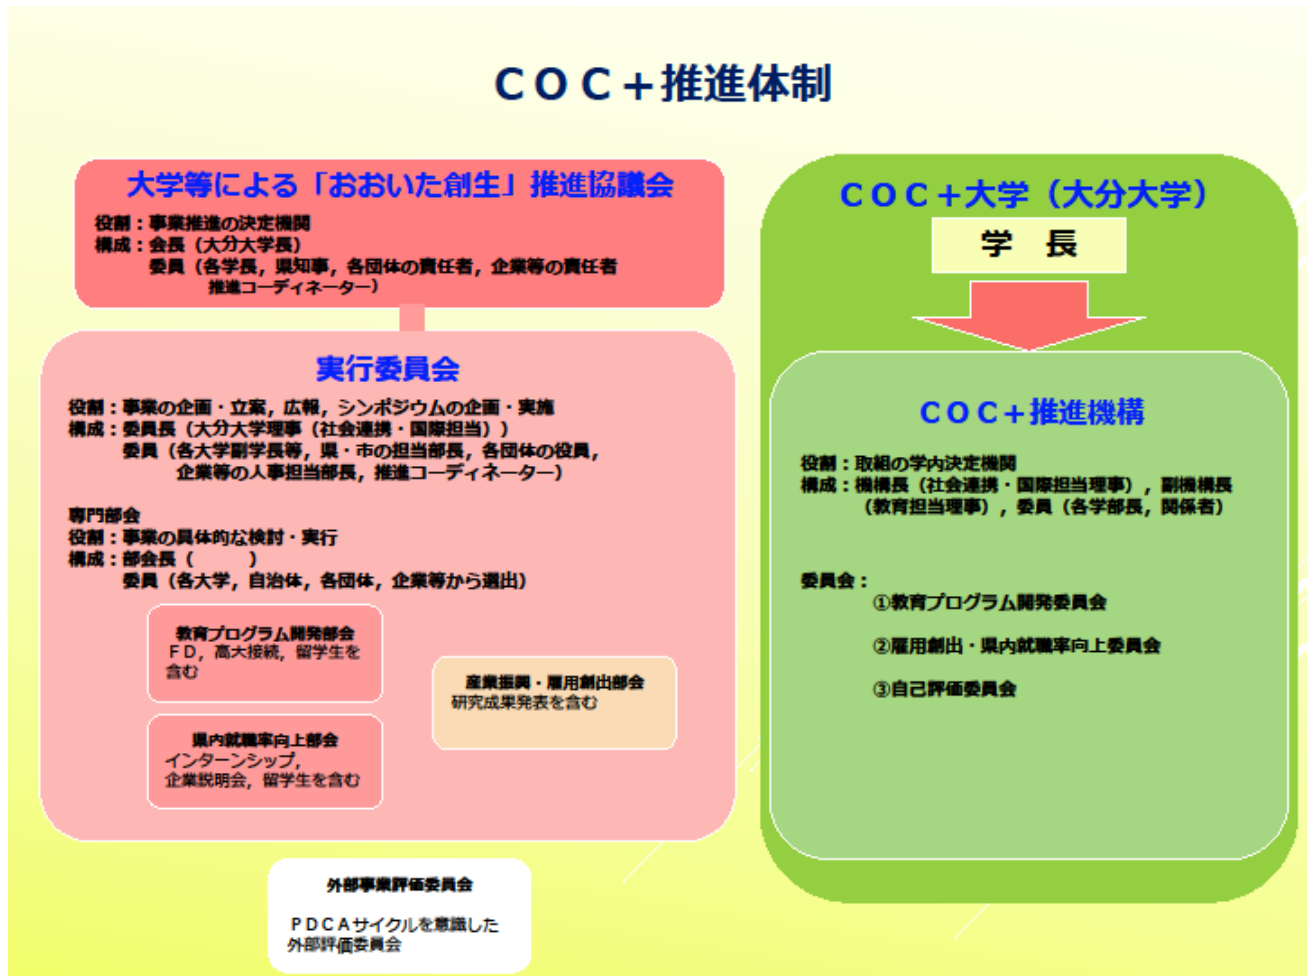 ＣＯＣ＋推進体制
大学等による「おおいた創生」推進協議会
役割：事業推進の決定機関
構成：会長（大分大学長）
委員（各学長，県知事，各団体の責任者，企業等の責任者
推進コーディネーター）
実行委員会
役割：事業の企画・立案，広報，シンポジウムの企画・実施
構成：委員長（大分大学理事（社会連携・国際担当））
委員（各大学副学長等，県・市の担当部長，各団体の役員，
企業等の人事担当部長，推進コーディネーター）
専門部会
役割：事業の具体的な検討・実行
構成：部会長（　　　）
委員（各大学，自治体，各団体，企業等から選出）
教育プログラム開発部会
ＦＤ，高大接続，留学生を
含む
産業振興・雇用創出部会
研究成果発表を含む
県内就職率向上部会
インターンシップ，
企業説明会，留学生を含む
外部事業評価委員会
ＰＤＣＡサイクルを意識した
外部評価委員会
ＣＯＣ＋大学（大分大学）
学　長
ＣＯＣ＋推進機構
役割：取組の学内決定機関
構成：機構長（社会連携・国際担当理事），副機構長
（教育担当理事），委員（各学部長，関係者）
委員会：
①教育プログラム開発委員会
②雇用創出・県内就職率向上委員会
③自己評価委員会